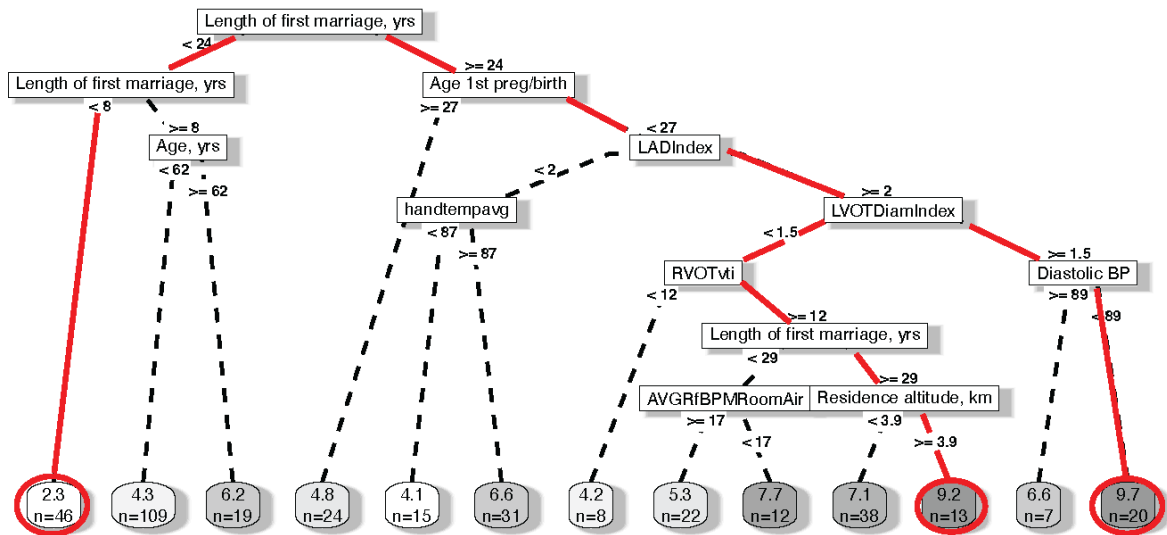 Length of first marriage, yrs
< 24
>= 24
Length of first marriage, yrs
Age 1st preg/birth
< 8
>= 8
>= 27
< 27
Age, yrs
LADIndex
< 62
>= 62
< 2
>= 2
handtempavg
LVOTDiamIndex
< 87
>= 87
< 1.5
>= 1.5
RVOTvti
Diastolic BP
< 12
>= 12
>= 89
< 89
Length of first marriage, yrs
< 29
>= 29
AVGRfBPMRoomAir
Residence altitude, km
>= 17
< 17
< 3.9
>= 3.9
2.3
n=46
4.3
n=109
6.2
n=19
4.8
n=24
4.1
n=15
6.6
n=31
4.2
n=8
5.3
n=22
7.7
n=12
7.1
n=38
9.2
n=13
6.6
n=7
9.7
n=20